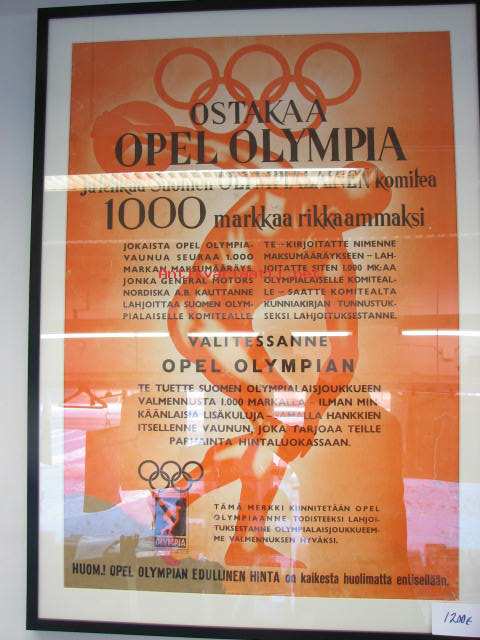 OSTAKAA
OPEL OLYMPIA
ja tehkää Suomen OLYMPIALAINEN komitea
1000 markkaa rikkaammaksi
JOKAISTA OPEL OLYMPIA-
VAUNUA SEURAA 1.000
MARKAN MAKSUMÄÄRÄYS,
JONKA GENERAL MOTORS
NORDISKA A.B. KAUTTANNE
LAHJOITTAA SUOMEN OLYM-
PIALAISELLE KOMITEALLE.
TE – KIRJOITATTE NIMENNE
MAKSUMÄÄRÄYKSEEN – LAH-
JOITATTE SITEN 1.000 MK:AA
OLYMPIALAISELLE KOMITEAL-
LE – SAATTE KOMITEALTA
KUNNIAKIRJAN TUNNUSTUK-
SEKSI LAHJOITUKSESTANNE.
VALITESSANNE
OPEL OLYMPIAN
TE TUETTE SUOMEN OLYMPIALAISJOUKKUEEN
VALMENNUSTA 1.000 MARKALLA – ILMAN MIN
KÄÄNLAISIA LISÄKULUJA – SAMALLA HANKKIEN
ITSELLENNE VAUNUN, JOKA TARJOAA TEILLE
PARHAINTA HINTALUOKASSAAN.
OLYMPIA
TÄMÄ MERKKI KIINNITETÄÄN OPEL
OLYMPIAANNE TODISTEEKSI LAHJOI-
TUKSESTANNE OLYMPIALAISJOUKKUEEM-
ME VALMENNUKSEN HYVÄKSI.
HUOM.! OPEL OLYMPIAN EDULLINEN HINTA on kaikesta huolimatta entisellään.
1200€